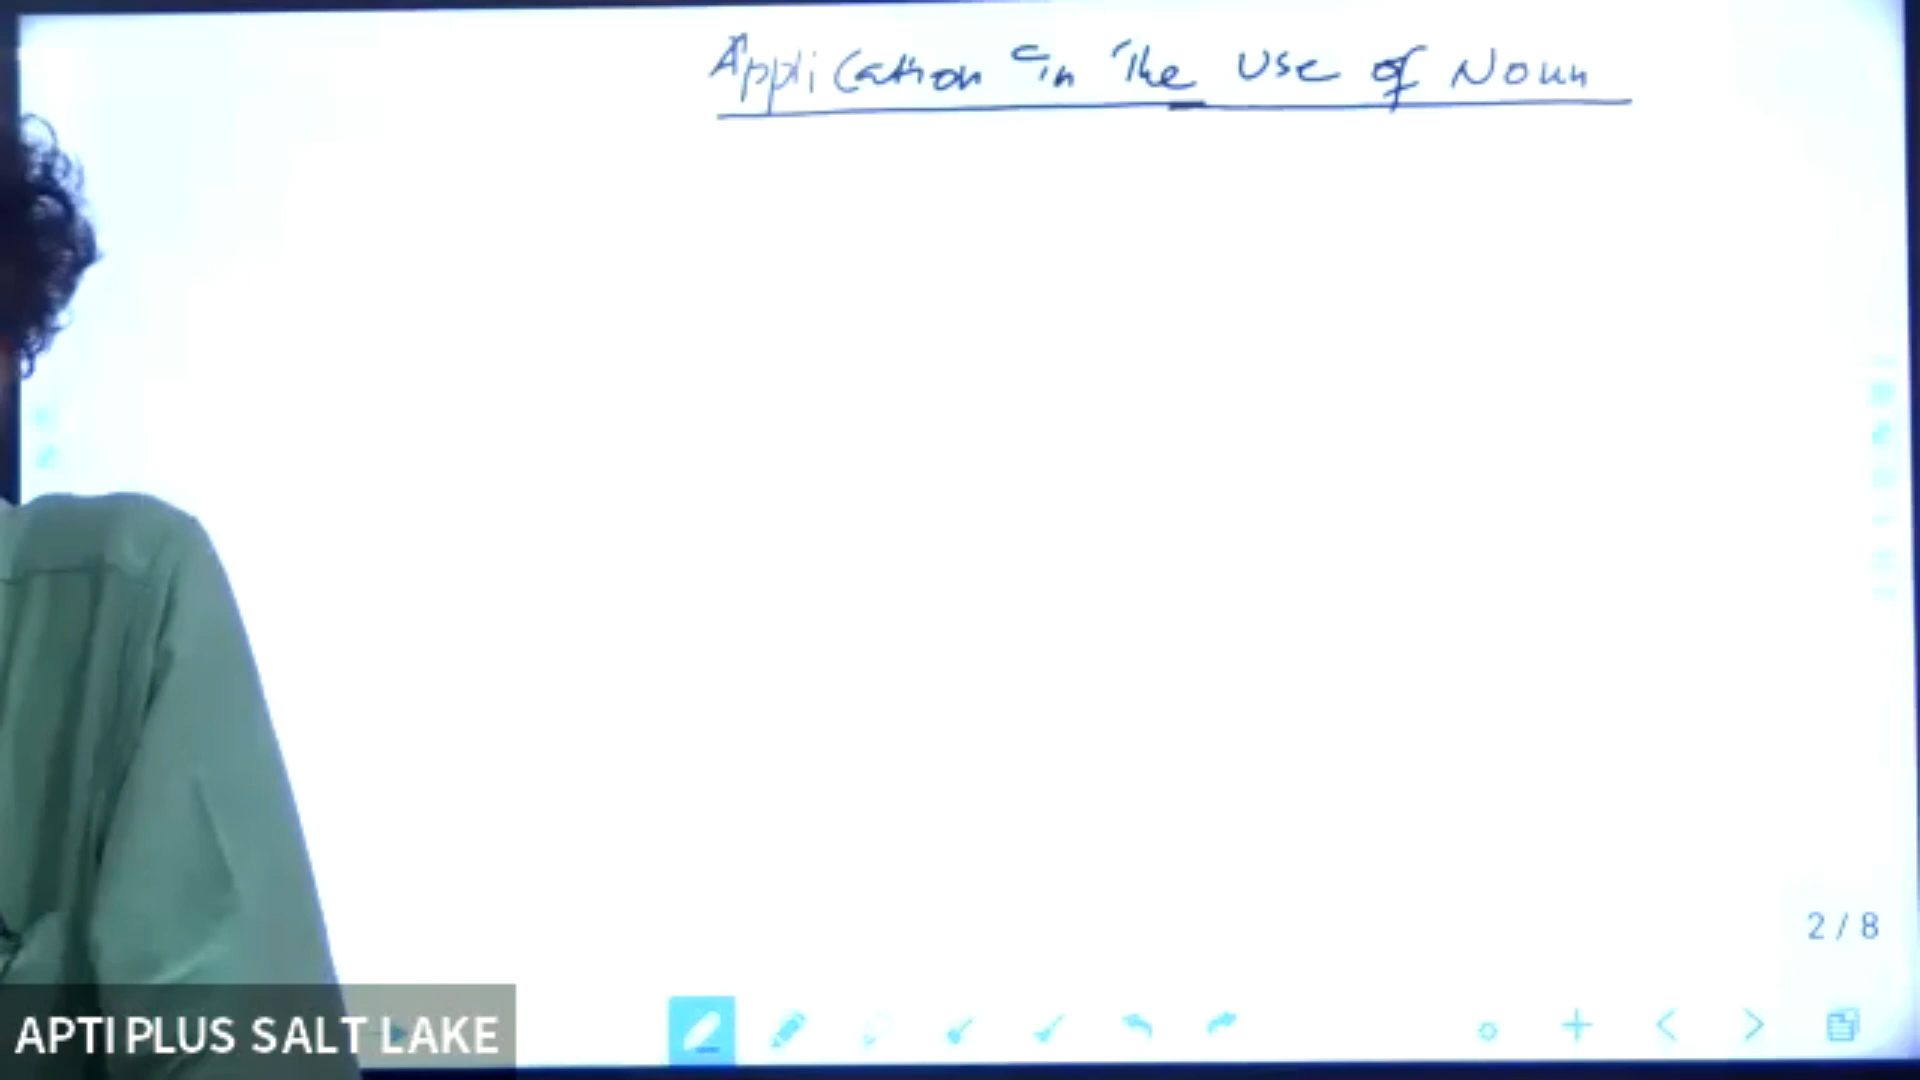 Application in The Use of Noun
2 / 8
APTI PLUS SALT LAKE